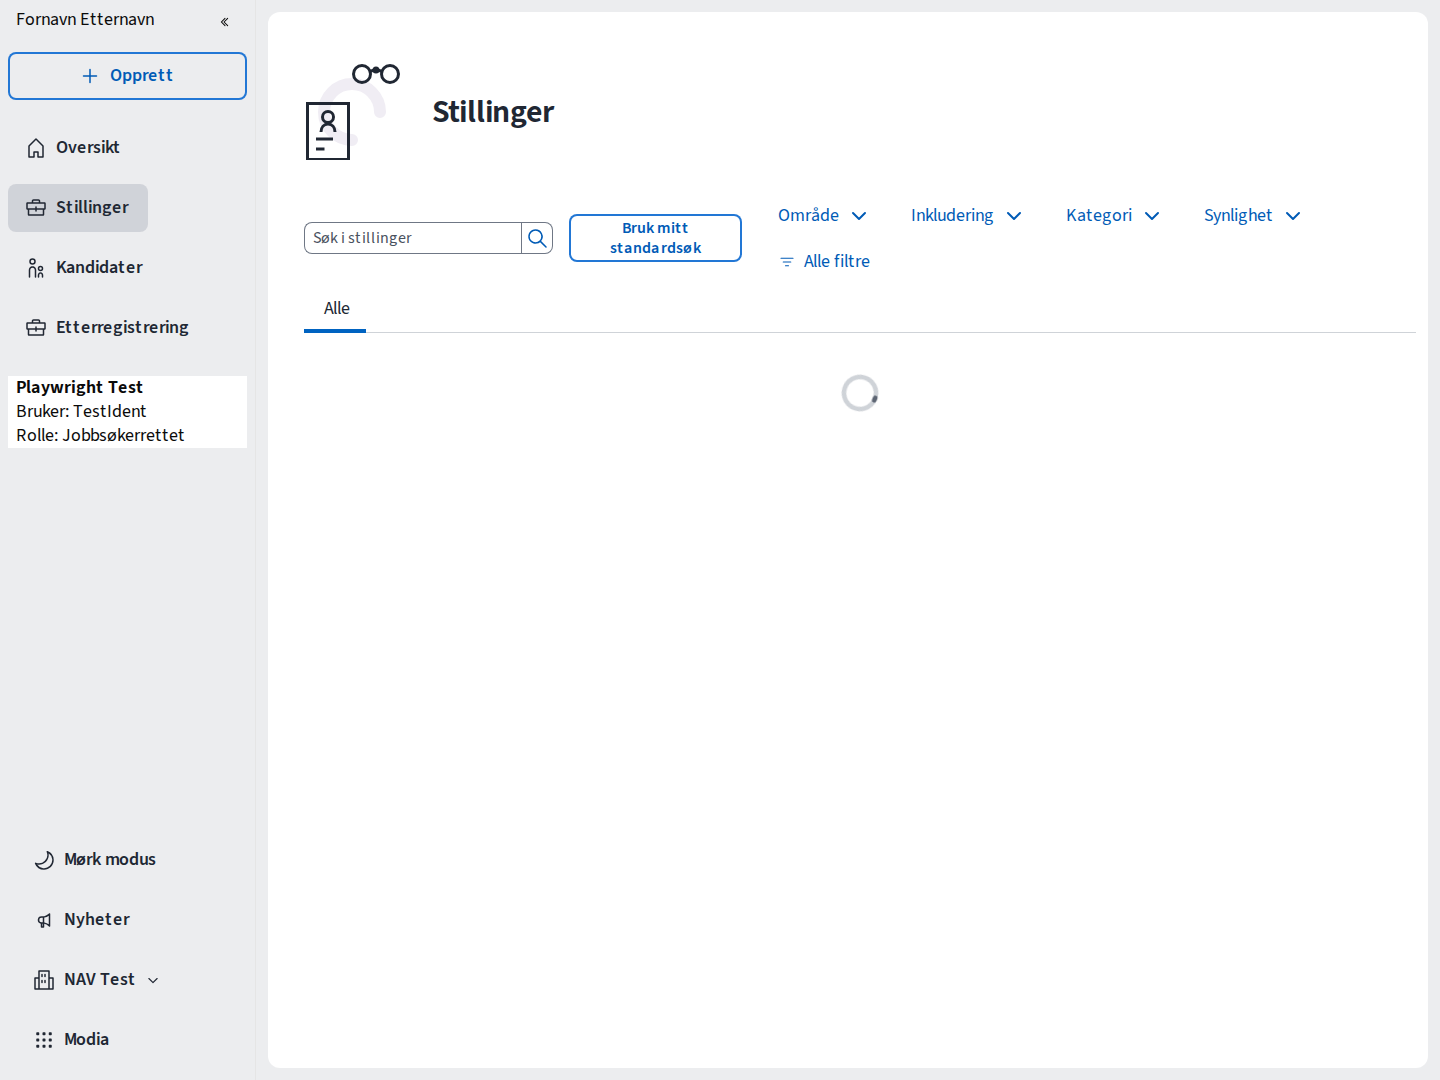 Fornavn Etternavn
Opprett
Oversikt
Stillinger
Kandidater
Etterregistrering
Playwright Test
Bruker: TestIdent
Rolle: Jobbsøkerrettet
Mørk modus
Nyheter
NAV Test
Modia
Stillinger
Søk i stillinger
Bruk mitt
standardsøk
Område
Inkludering
Kategori
Synlighet
Alle filtre
Alle